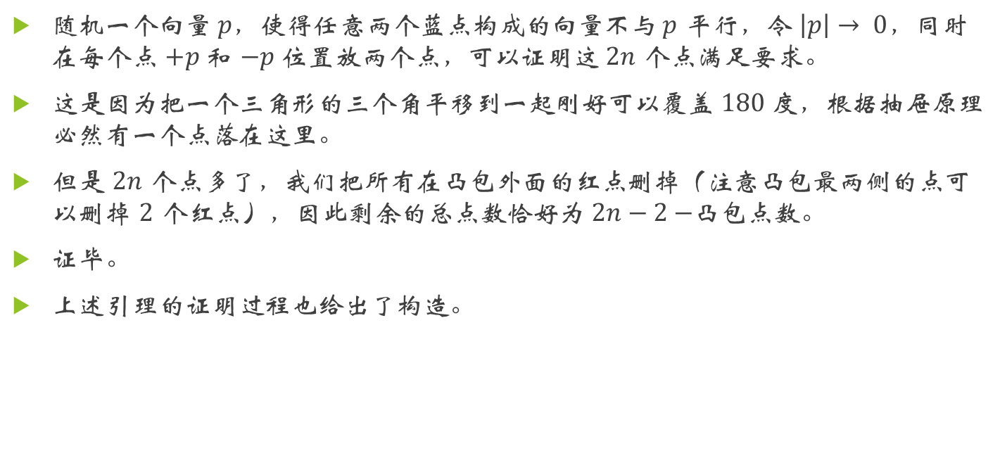 随机一个向量 p，使得任意两个蓝点构成的向量不与 p 平行，令 |p| → 0，同时
在每个点 +p 和 −p 位置放两个点，可以证明这 2n 个点满足要求。
这是因为把一个三角形的三个角平移到一起刚好可以覆盖 180 度，根据抽屉原理
必然有一个点落在这里。
但是 2n 个点多了，我们把所有在凸包外面的红点删掉（注意凸包最两侧的点可
以删掉 2 个红点），因此剩余的总点数恰好为 2n − 2 −凸包点数。
证毕。
上述引理的证明过程也给出了构造。